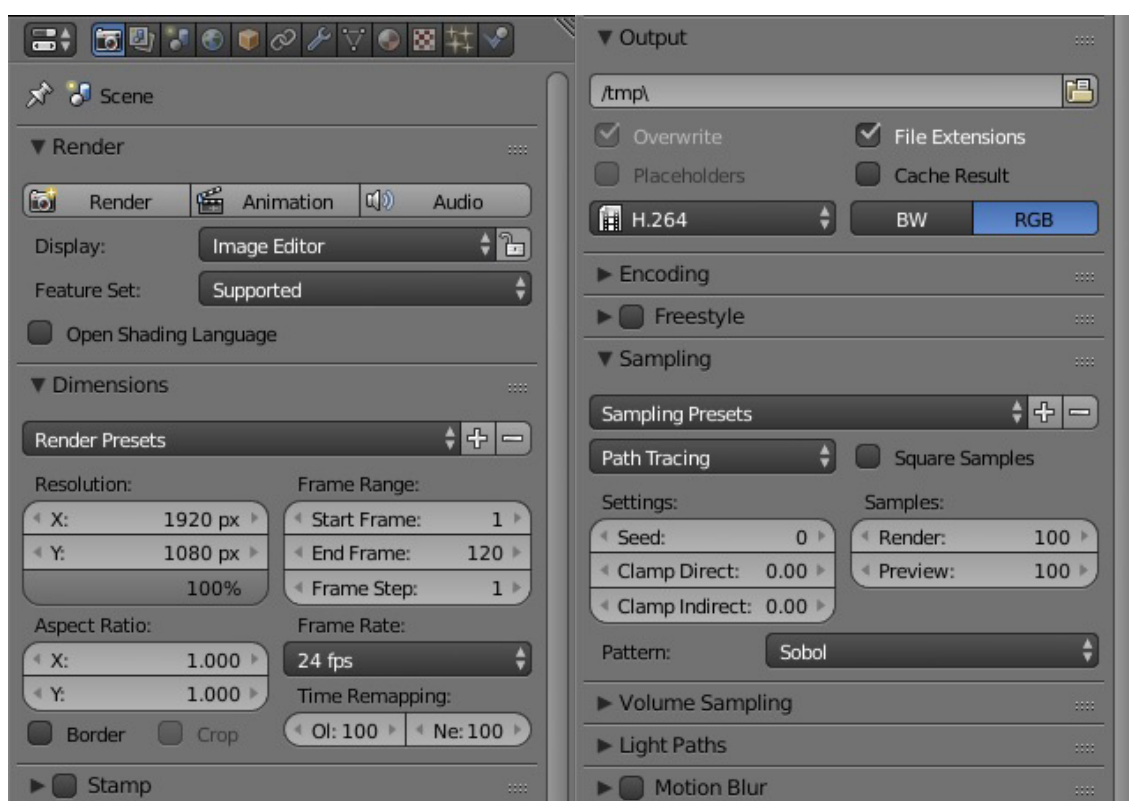 Scene
Render
Render Animation Audio
Display: Image Editor
Feature Set: Supported
Open Shading Language
Dimensions
Render Presets
Resolution: Frame Range:
X: 1920 px Start Frame: 1
Y: 1080 px End Frame: 120
100% Frame Step: 1
Aspect Ratio: Frame Rate:
X: 1.000 24 fps
Y: 1.000 Time Remapping:
Border Crop Ol: 100 Ne: 100
Stamp
Output
/tmp\
Overwrite File Extensions
Placeholders Cache Result
H.264 BW RGB
Encoding
Freestyle
Sampling
Sampling Presets
Path Tracing Square Samples
Settings: Samples:
Seed: 0 Render: 100
Clamp Direct: 0.00 Preview: 100
Clamp Indirect: 0.00
Pattern: Sobol
Volume Sampling
Light Paths
Motion Blur